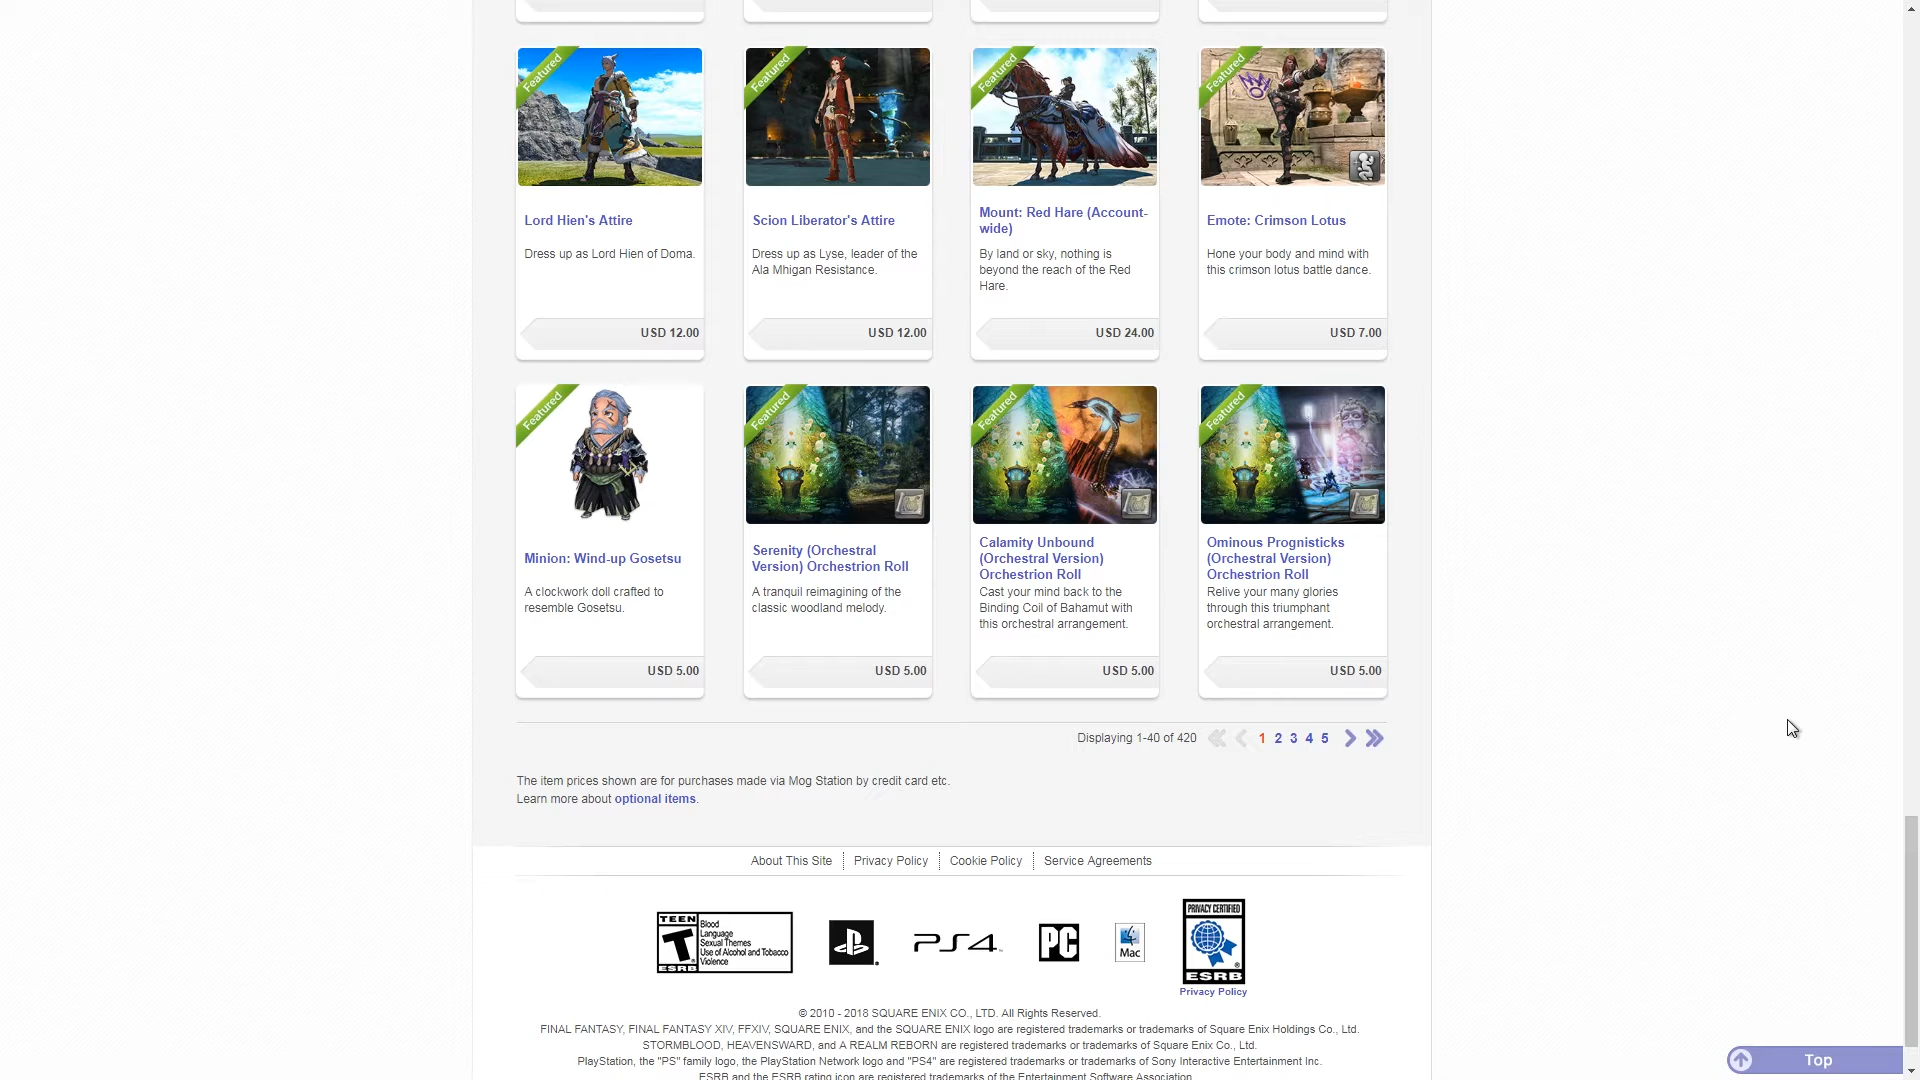 Featured
Featured
Featured
Featured
Lord Hien's Attire
Dress up as Lord Hien of Doma.
USD 12.00
Scion Liberator's Attire
Dress up as Lyse, leader of the
Ala Mhigan Resistance.
USD 12.00
Mount: Red Hare (Account-
wide)
By land or sky, nothing is
beyond the reach of the Red
Hare.
USD 24.00
Emote: Crimson Lotus
Hone your body and mind with
this crimson lotus battle dance.
USD 7.00
Featured
Featured
Featured
Featured
Minion: Wind-up Gosetsu
A clockwork doll crafted to
resemble Gosetsu.
USD 5.00
Serenity (Orchestral
Version) Orchestrion Roll
A tranquil reimagining of the
classic woodland melody.
USD 5.00
Calamity Unbound
(Orchestral Version)
Orchestrion Roll
Cast your mind back to the
Binding Coil of Bahamut with
this orchestral arrangement.
USD 5.00
Ominous Prognisticks
(Orchestral Version)
Orchestrion Roll
Relive your many glories
through this triumphant
orchestral arrangement.
USD 5.00
Displaying 1-40 of 420 1 2 3 4 5
The item prices shown are for purchases made via Mog Station by credit card etc.
Learn more about optional items.
About This Site Privacy Policy Cookie Policy Service Agreements
TEEN
T
ESRB
Blood
Language
Sexual Themes
Use of Alcohol and Tobacco
Violence
PS4
PC
Mac
PRIVACY CERTIFIED
ESRB
Privacy Policy
© 2010 - 2018 SQUARE ENIX CO., LTD. All Rights Reserved.
FINAL FANTASY, FINAL FANTASY XIV, FFXIV, SQUARE ENIX, and the SQUARE ENIX logo are registered trademarks or trademarks of Square Enix Holdings Co., Ltd.
STORMBLOOD, HEAVENSWARD, and A REALM REBORN are registered trademarks or trademarks of Square Enix Co., Ltd.
PlayStation, the "PS" family logo, the PlayStation Network logo and "PS4" are registered trademarks or trademarks of Sony Interactive Entertainment Inc.
ESRB and the ESRB rating icon are registered trademarks of the Entertainment Software Association.
Top